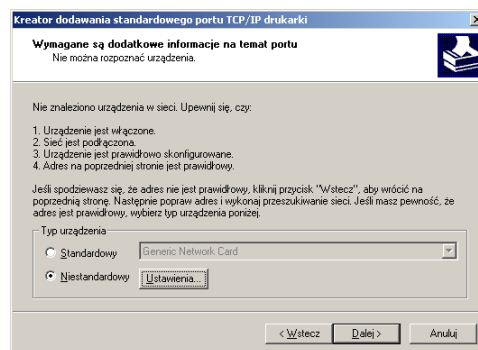 Kreator dodawania standardowego portu TCP/IP drukarki
Wymagane są dodatkowe informacje na temat portu
Nie można rozpoznać urządzenia.
Nie znaleziono urządzenia w sieci. Upewnij się, czy:
1. Urządzenie jest włączone.
2. Sieć jest podłączona.
3. Urządzenie jest prawidłowo skonfigurowane.
4. Adres na poprzedniej stronie jest prawidłowy.
Jeśli spodziewasz się, że adres nie jest prawidłowy, kliknij przycisk "Wstecz", aby wrócić na
poprzednią stronę. Następnie popraw adres i wykonaj przeszukiwanie sieci. Jeśli masz pewność, że
adres jest prawidłowy, wybierz typ urządzenia poniżej.
Typ urządzenia
Standardowy Generic Network Card
Niestandardowy Ustawienia...
< Wstecz Dalej > Anuluj